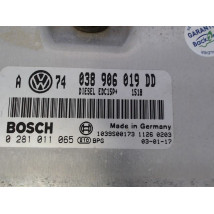 A 74 038 906 019 DD
DIESEL EDC15P+ 1518
BOSCH
Made in Germany
1039S00173 1126 0203
0 281 011 065 BPS 03-01-17